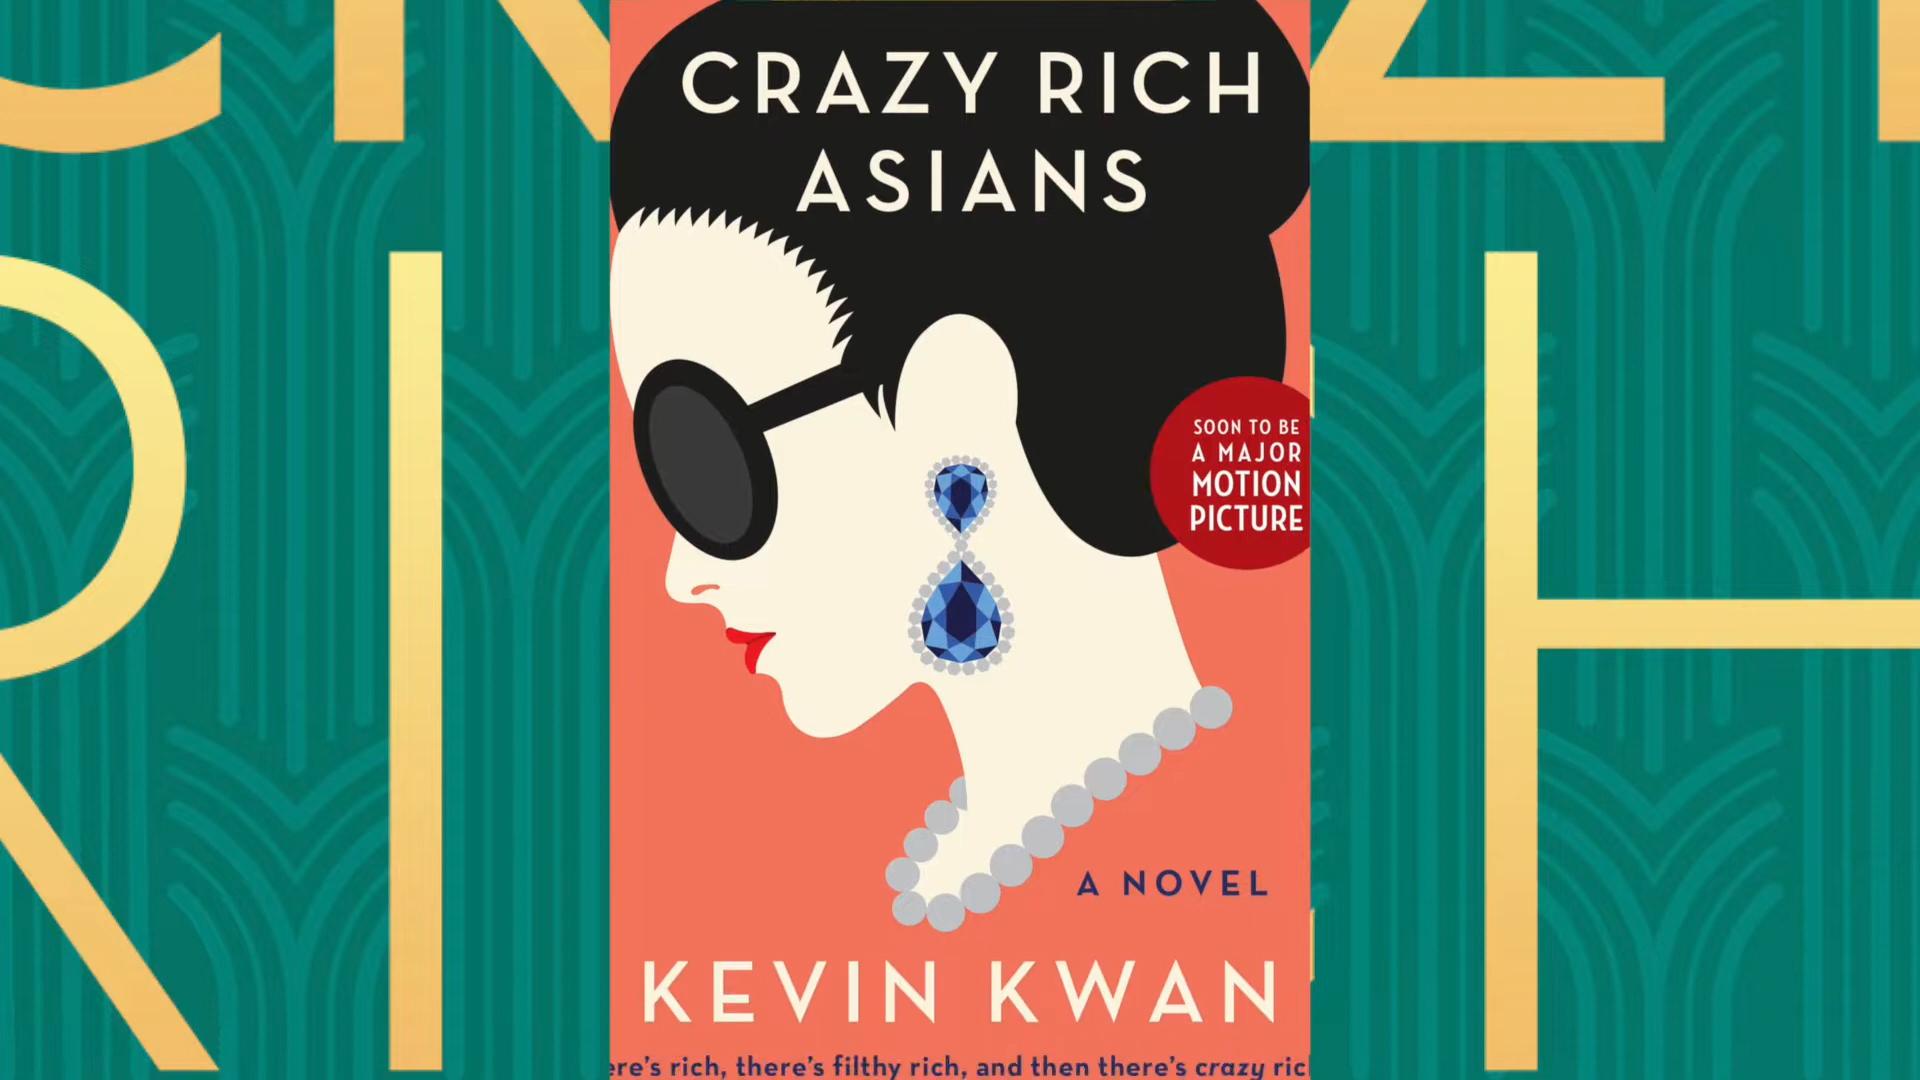 CRAZY RICH
ASIANS
SOON TO BE
A MAJOR
MOTION
PICTURE
A NOVEL
KEVIN KWAN
rich, there's filthy rich, and then there's crazy